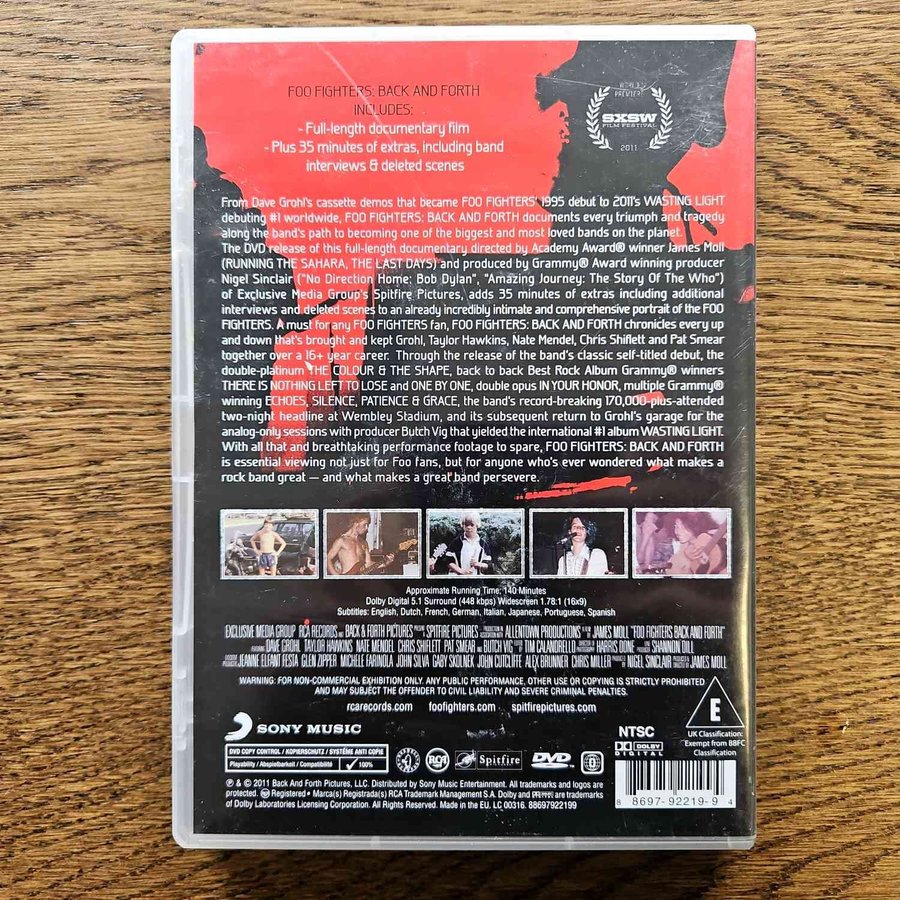 FOO FIGHTERS: BACK AND FORTH
INCLUDES:
- Full-length documentary film
- Plus 35 minutes of extras, including band
interviews & deleted scenes
WORLD
PREMIERE
SXSW
FILM FESTIVAL
2011
From Dave Grohl's cassette demos that became FOO FIGHTERS' 1995 debut to 2011's WASTING LIGHT
debuting #1 worldwide, FOO FIGHTERS: BACK AND FORTH documents every triumph and tragedy
along the band's path to becoming one of the biggest and most loved bands on the planet.
The DVD release of this full-length documentary directed by Academy Award® winner James Moll
(RUNNING THE SAHARA, THE LAST DAYS) and produced by Grammy® Award winning producer
Nigel Sinclair ("No Direction Home: Bob Dylan", "Amazing Journey: The Story Of The Who")
of Exclusive Media Group's Spitfire Pictures, adds 35 minutes of extras including additional
interviews and deleted scenes to an already incredibly intimate and comprehensive portrait of the FOO
FIGHTERS. A must for any FOO FIGHTERS fan, FOO FIGHTERS: BACK AND FORTH chronicles every up
and down that's brought and kept Grohl, Taylor Hawkins, Nate Mendel, Chris Shiflett and Pat Smear
together over a 16+ year career. Through the release of the band's classic self-titled debut, the
double-platinum THE COLOUR & THE SHAPE, back to back Best Rock Album Grammy® winners
THERE IS NOTHING LEFT TO LOSE and ONE BY ONE, double opus IN YOUR HONOR, multiple Grammy®
winning ECHOES, SILENCE, PATIENCE & GRACE, the band's record-breaking 170,000-plus-attended
two-night headline at Wembley Stadium, and its subsequent return to Grohl's garage for the
analog-only sessions with producer Butch Vig that yielded the international #1 album WASTING LIGHT.
With all that and breathtaking performance footage to spare, FOO FIGHTERS: BACK AND FORTH
is essential viewing not just for Foo fans, but for anyone who's ever wondered what makes a
rock band great — and what makes a great band persevere.
Approximate Running Time: 140 Minutes
Dolby Digital 5.1 Surround (448 kbps) Widescreen 1.78:1 (16x9)
Subtitles: English, Dutch, French, German, Italian, Japanese, Portuguese, Spanish
EXCLUSIVE MEDIA GROUP RCA RECORDS AND BACK & FORTH PICTURES PRESENT A SPITFIRE PICTURES PRODUCTION IN ASSOCIATION WITH ALLENTOWN PRODUCTIONS A FILM BY JAMES MOLL "FOO FIGHTERS BACK AND FORTH"
FEATURING DAVE GROHL TAYLOR HAWKINS NATE MENDEL CHRIS SHIFLETT PAT SMEAR AND BUTCH VIG TIM CALANDRELLO HARRIS DONE SHANNON DILL
EXECUTIVE PRODUCERS JEANNE ELFANT FESTA GLEN ZIPPER MICHELE FARINOLA JOHN SILVA GARY SKOLNEK JOHN CUTCLIFFE ALEX BRUNNER CHRIS MILLER PRODUCED BY NIGEL SINCLAIR PRODUCED & DIRECTED BY JAMES MOLL
WARNING: FOR NON-COMMERCIAL EXHIBITION ONLY. ANY PUBLIC PERFORMANCE, OTHER USE OR COPYING IS STRICTLY PROHIBITED
AND MAY SUBJECT THE OFFENDER TO CIVIL LIABILITY AND SEVERE CRIMINAL PENALTIES.
rcarecords.com foofighters.com spitfirepictures.com
SONY MUSIC
NTSC
E
UK Classification:
Exempt from BBFC
Classification
DVD COPY CONTROL / KOPIERSCHUTZ / SYSTÈME ANTI COPIE
Playability / Abspielbarkeit / Compatibilité 100%
RCA
Spitfire
DVD
VIDEO
0
DOLBY
DIGITAL
℗ & © 2011 Back And Forth Pictures, LLC. Distributed by Sony Music Entertainment. All trademarks and logos are
protected. Registered • Marca(s) Registrada(s) RCA Trademark Management S.A. Dolby and are trademarks
of Dolby Laboratories Licensing Corporation. All Rights Reserved. Made in the EU. LC 00316. 88697922199
8 8697-92219-9 4